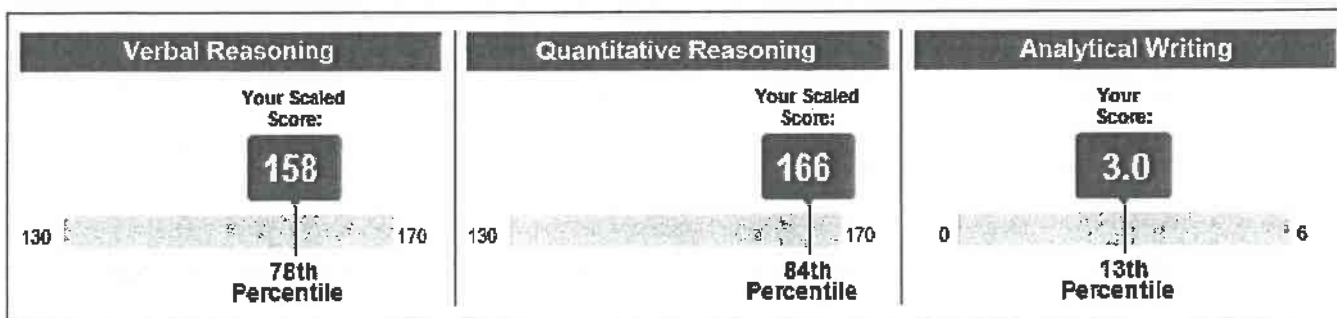 Verbal Reasoning
Your Scaled
Score:
158
130
170
78th
Percentile
Quantitative Reasoning
Your Scaled
Score:
166
130
170
84th
Percentile
Analytical Writing
Your
Score:
3.0
0
6
13th
Percentile